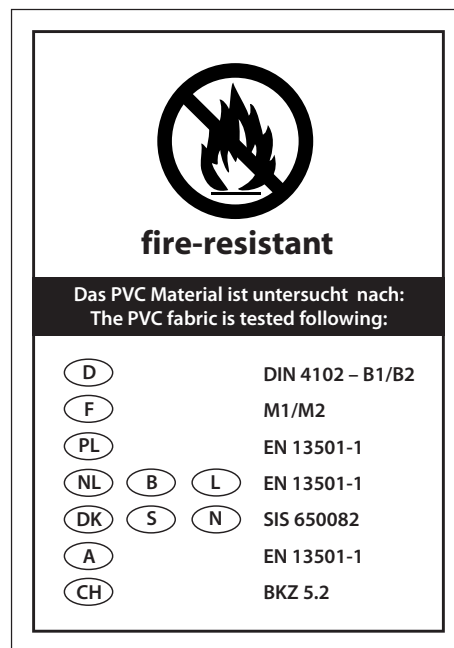 fire-resistant
Das PVC Material ist untersucht nach:
The PVC fabric is tested following:
D DIN 4102 – B1/B2
F M1/M2
PL EN 13501-1
NL B L EN 13501-1
DK S N SIS 650082
A EN 13501-1
CH BKZ 5.2